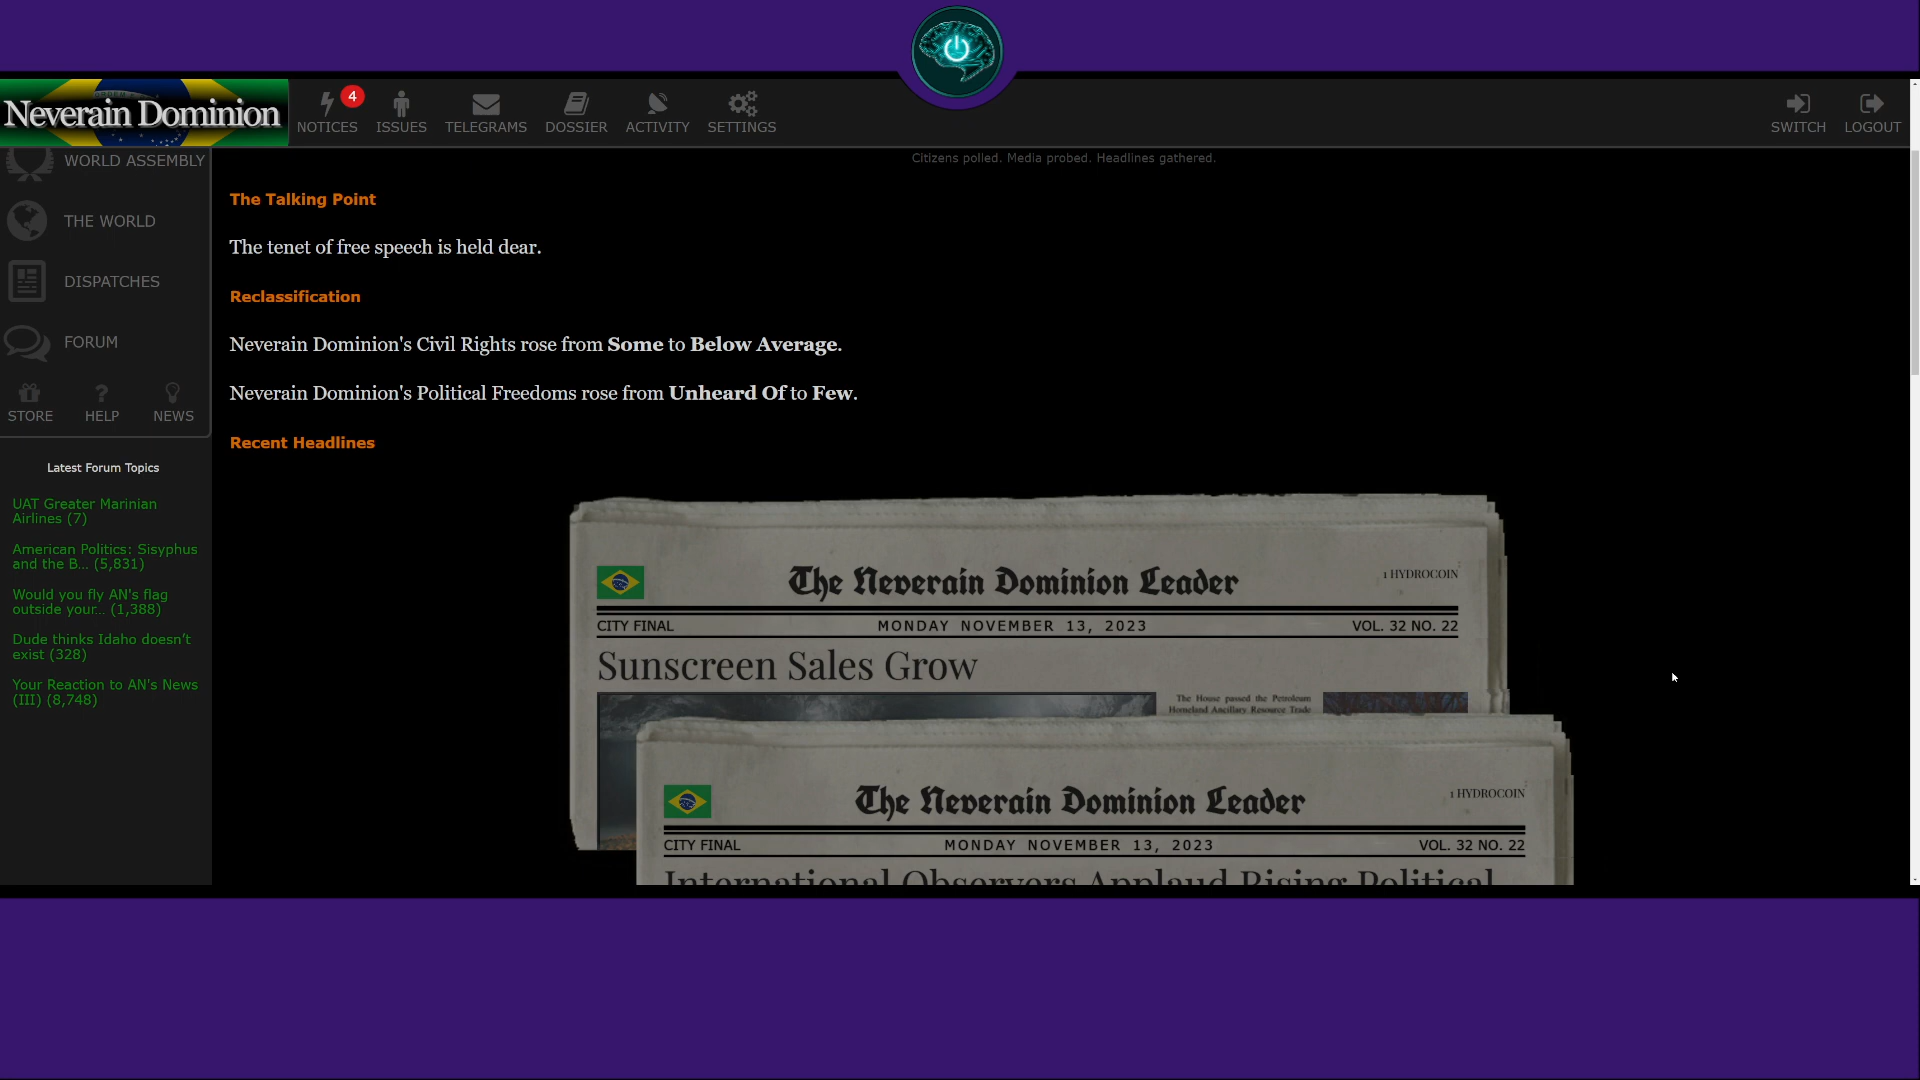 Neverain Dominion
4
NOTICES
ISSUES
TELEGRAMS
DOSSIER
ACTIVITY
SETTINGS
SWITCH
LOGOUT
WORLD ASSEMBLY
THE WORLD
DISPATCHES
FORUM
STORE
HELP
NEWS
Latest Forum Topics
UAT Greater Marinian
Airlines (7)
American Politics: Sisyphus
and the B... (5,831)
Would you fly AN's flag
outside your... (1,388)
Dude thinks Idaho doesn't
exist (328)
Your Reaction to AN's News
(III) (8,748)
Citizens polled. Media probed. Headlines gathered.
The Talking Point
The tenet of free speech is held dear.
Reclassification
Neverain Dominion's Civil Rights rose from Some to Below Average.
Neverain Dominion's Political Freedoms rose from Unheard Of to Few.
Recent Headlines
The Neverain Dominion Leader
1 HYDROCOIN
CITY FINAL
MONDAY NOVEMBER 13, 2023
VOL. 32 NO. 22
Sunscreen Sales Grow
The House passed the Petroleum
Homeland Ancillary Resource Trade
The Neverain Dominion Leader
1 HYDROCOIN
CITY FINAL
MONDAY NOVEMBER 13, 2023
VOL. 32 NO. 22
International Observers Applaud Rising Political